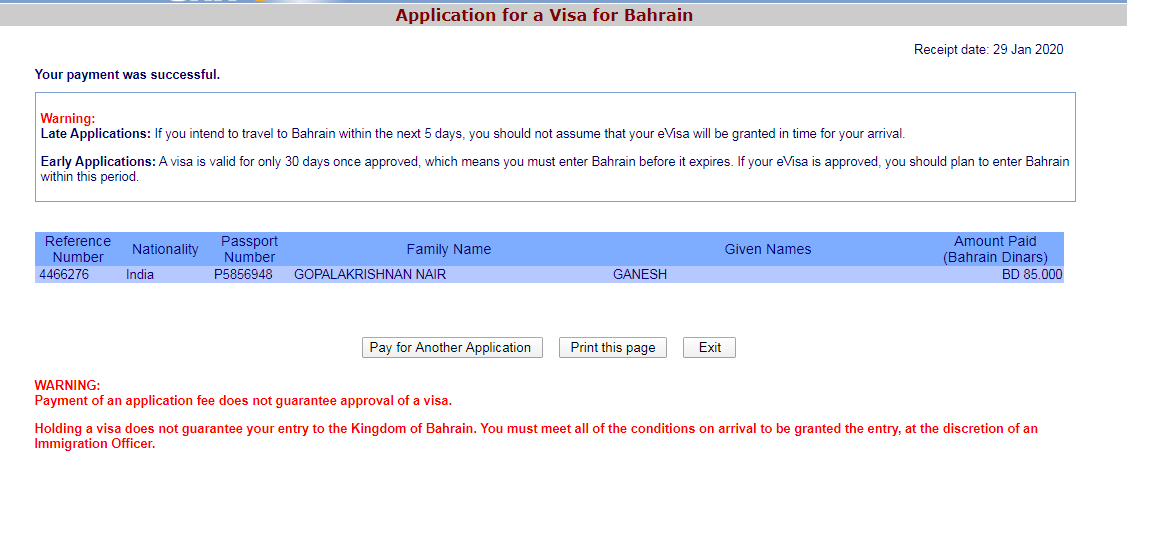 Application for a Visa for Bahrain
Receipt date: 29 Jan 2020
Your payment was successful.
Warning:
Late Applications: If you intend to travel to Bahrain within the next 5 days, you should not assume that your eVisa will be granted in time for your arrival.
Early Applications: A visa is valid for only 30 days once approved, which means you must enter Bahrain before it expires. If your eVisa is approved, you should plan to enter Bahrain
within this period.
Reference Number Nationality Passport Number Family Name Given Names Amount Paid (Bahrain Dinars)
4466276 India P5856948 GOPALAKRISHNAN NAIR GANESH BD 85.000
Pay for Another Application Print this page Exit
WARNING:
Payment of an application fee does not guarantee approval of a visa.
Holding a visa does not guarantee your entry to the Kingdom of Bahrain. You must meet all of the conditions on arrival to be granted the entry, at the discretion of an
Immigration Officer.